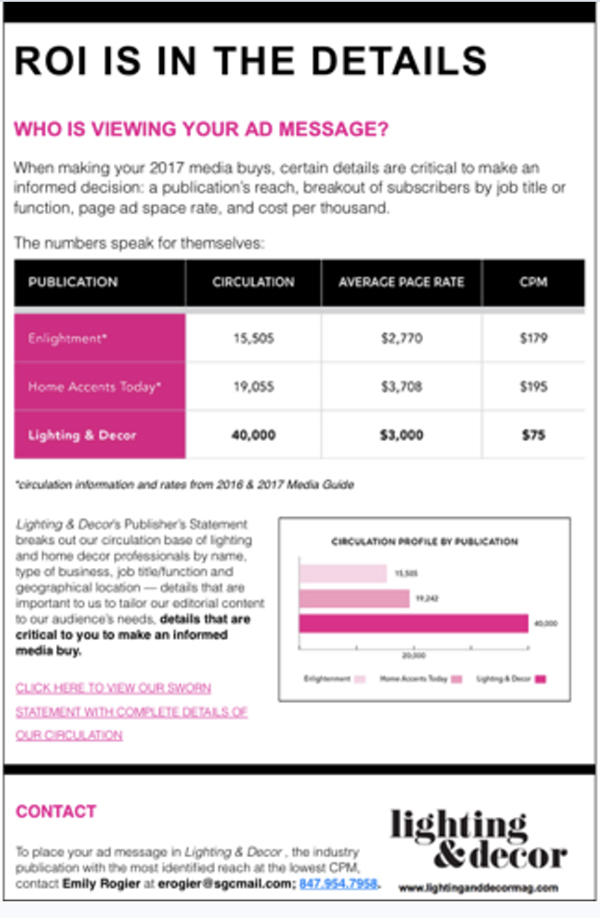 ROI IS IN THE DETAILS
WHO IS VIEWING YOUR AD MESSAGE?
When making your 2017 media buys, certain details are critical to make an
informed decision: a publication's reach, breakout of subscribers by job title or
function, page ad space rate, and cost per thousand.
The numbers speak for themselves:
PUBLICATION CIRCULATION AVERAGE PAGE RATE CPM
Enlightment* 15,505 $2,770 $179
Home Accents Today* 19,055 $3,708 $195
Lighting & Decor 40,000 $3,000 $75
*circulation information and rates from 2016 & 2017 Media Guide
Lighting & Decor's Publisher's Statement
breaks out our circulation base of lighting
and home decor professionals by name,
type of business, job title/function and
geographical location — details that are
important to us to tailor our editorial content
to our audience's needs, details that are
critical to you to make an informed
media buy.
CLICK HERE TO VIEW OUR SWORN
STATEMENT WITH COMPLETE DETAILS OF
OUR CIRCULATION
CIRCULATION PROFILE BY PUBLICATION
15,505
19,242
40,000
20,000
Enlightenment Home Accents Today Lighting & Decor
CONTACT
To place your ad message in Lighting & Decor , the industry
publication with the most identified reach at the lowest CPM,
contact Emily Rogier at erogier@sgcmail.com; 847.954.7958.
lighting
&decor
www.lightinganddecormag.com